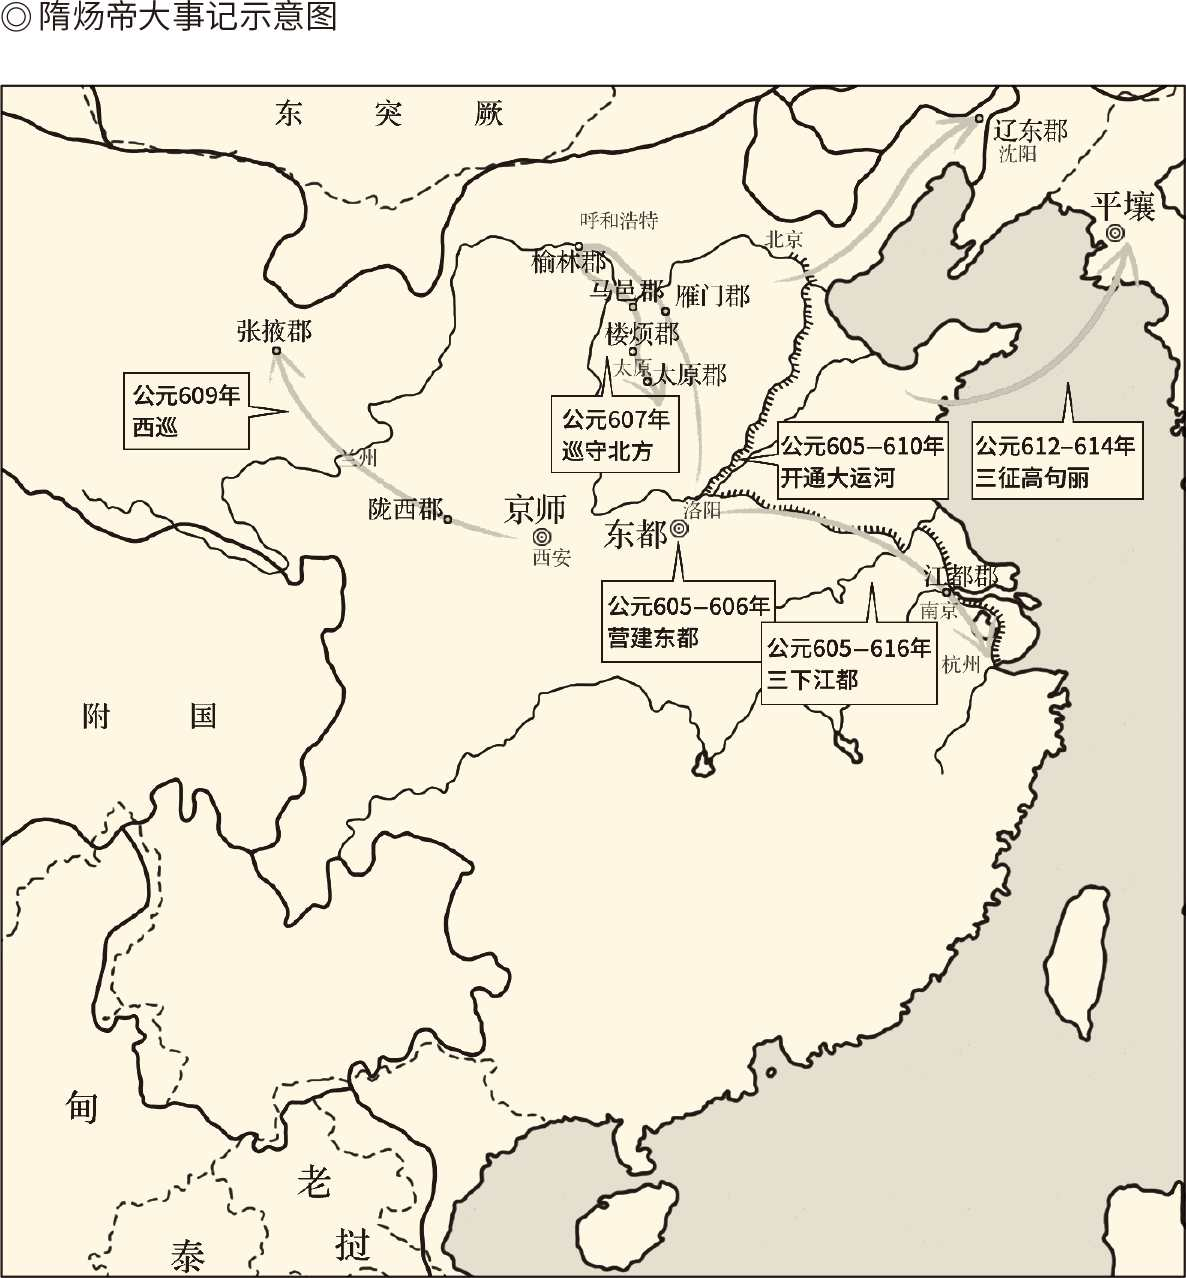 ◎ 隋炀帝大事记示意图
东 突 厥
辽东郡
沈阳
平壤
呼和浩特
北京
榆林郡
马邑郡
雁门郡
张掖郡
楼烦郡
太原
太原郡
公元609年
西巡
公元607年
巡守北方
公元605–610年
开通大运河
公元612–614年
三征高句丽
兰州
陇西郡
京师
西安
洛阳
东都
江都郡
南京
公元605–606年
营建东都
公元605–616年
三下江都
杭州
附 国
甸
老
挝
泰